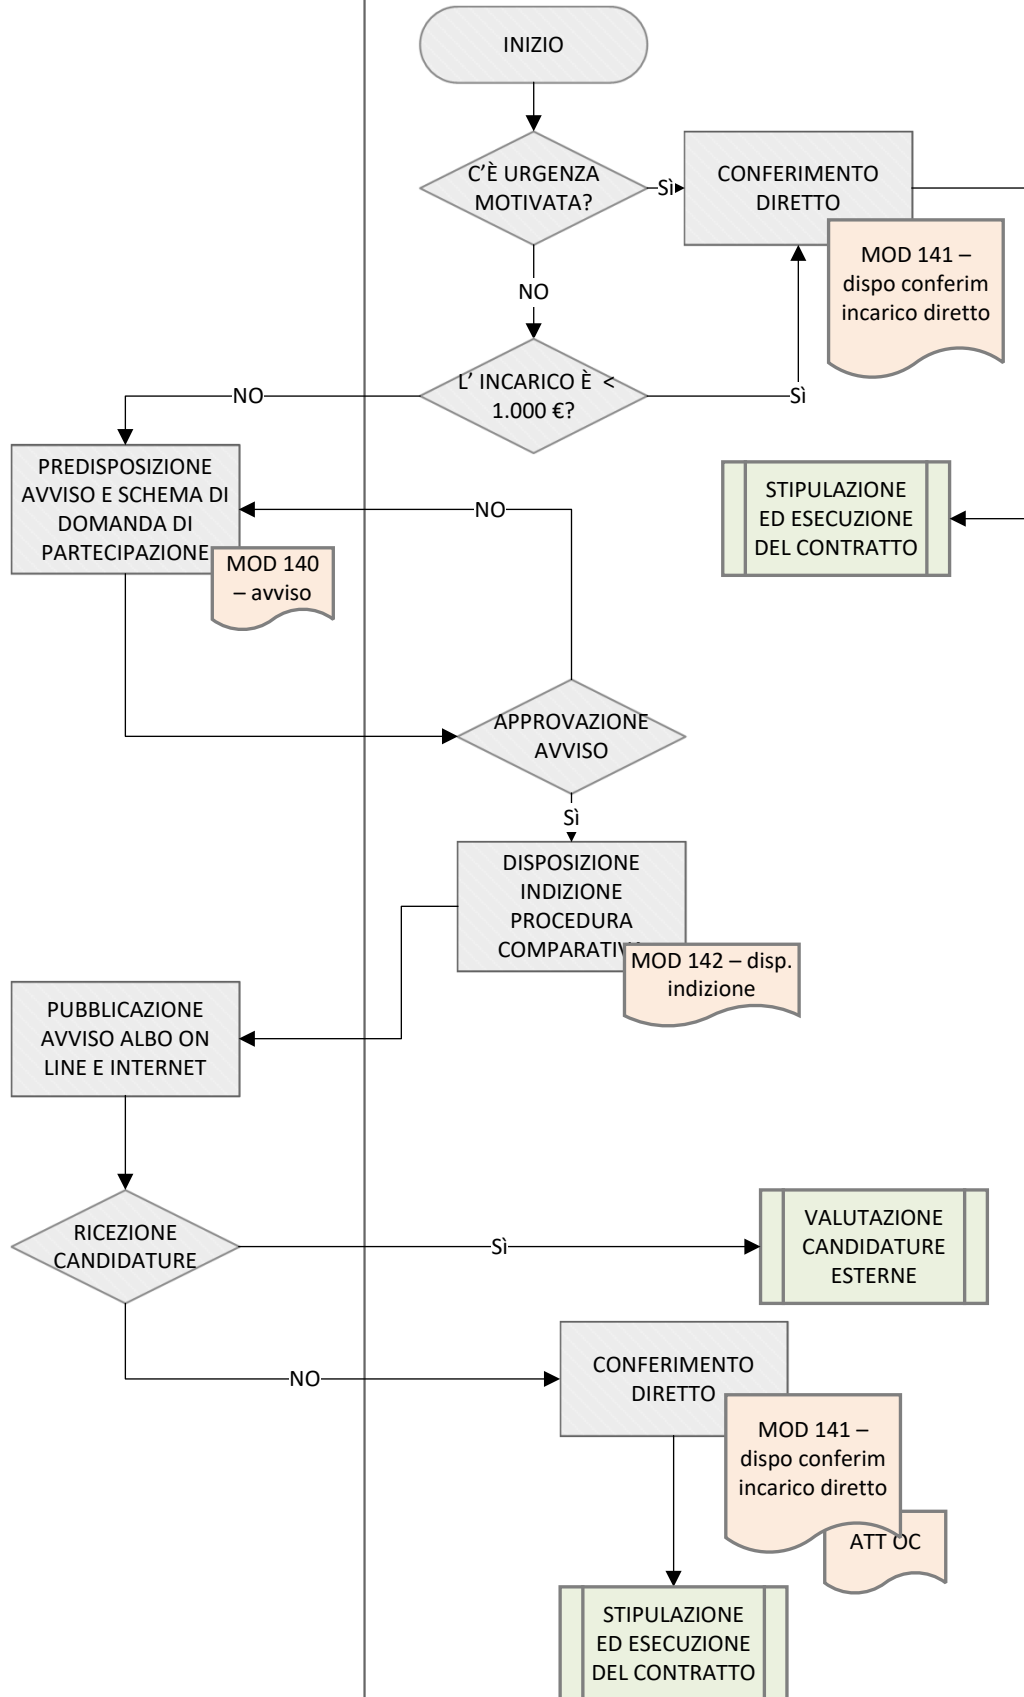 INIZIO
C'È URGENZA
MOTIVATA?
Sì
CONFERIMENTO
DIRETTO
MOD 141 –
dispo conferim
incarico diretto
NO
L' INCARICO È <
1.000 €?
NO
Sì
PREDISPOSIZIONE
AVVISO E SCHEMA DI
DOMANDA DI
PARTECIPAZIONE
MOD 140
– avviso
NO
STIPULAZIONE
ED ESECUZIONE
DEL CONTRATTO
APPROVAZIONE
AVVISO
Sì
DISPOSIZIONE
INDIZIONE
PROCEDURA
COMPARATIVA
MOD 142 – disp.
indizione
PUBBLICAZIONE
AVVISO ALBO ON
LINE E INTERNET
RICEZIONE
CANDIDATURE
Sì
VALUTAZIONE
CANDIDATURE
ESTERNE
NO
CONFERIMENTO
DIRETTO
MOD 141 –
dispo conferim
incarico diretto
ATT OC
STIPULAZIONE
ED ESECUZIONE
DEL CONTRATTO